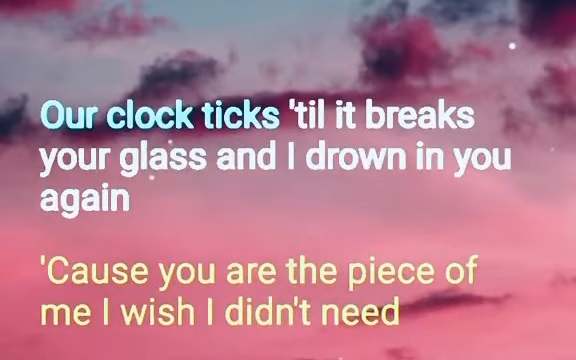 Our clock ticks 'til it breaks
your glass and I drown in you
again
'Cause you are the piece of
me I wish I didn't need